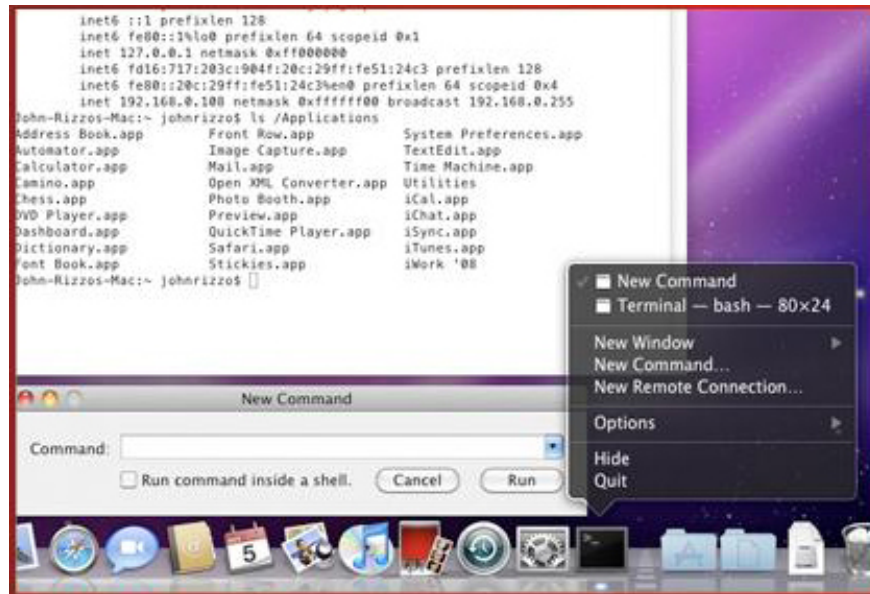 inet6 ::1 prefixlen 128
inet6 fe80::1%lo0 prefixlen 64 scopeid 0x1
inet 127.0.0.1 netmask 0xff000000
inet6 fd16:717:203c:904f:20c:29ff:fe51:24c3 prefixlen 128
inet6 fe80::20c:29ff:fe51:24c3%en0 prefixlen 64 scopeid 0x4
inet 192.168.0.108 netmask 0xffffff00 broadcast 192.168.0.255
John-Rizzos-Mac:~ johnrizzo$ ls /Applications
Address Book.app Front Row.app System Preferences.app
Automator.app Image Capture.app TextEdit.app
Calculator.app Mail.app Time Machine.app
Camino.app Open XML Converter.app Utilities
Chess.app Photo Booth.app iCal.app
DVD Player.app Preview.app iChat.app
Dashboard.app QuickTime Player.app iSync.app
Dictionary.app Safari.app iTunes.app
Font Book.app Stickies.app iWork '08
John-Rizzos-Mac:~ johnrizzo$
New Command
Terminal — bash — 80×24
New Window
New Command...
New Remote Connection...
Options
Hide
Quit
New Command
Command:
Run command inside a shell. Cancel Run
5